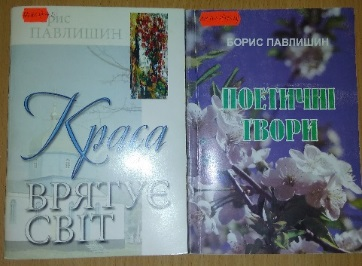 Борис
ПАВЛИШИН
Краса
ВРЯТУЄ
СВІТ
БОРИС ПАВЛИШИН
ПОЕТИЧНІ
ТВОРИ